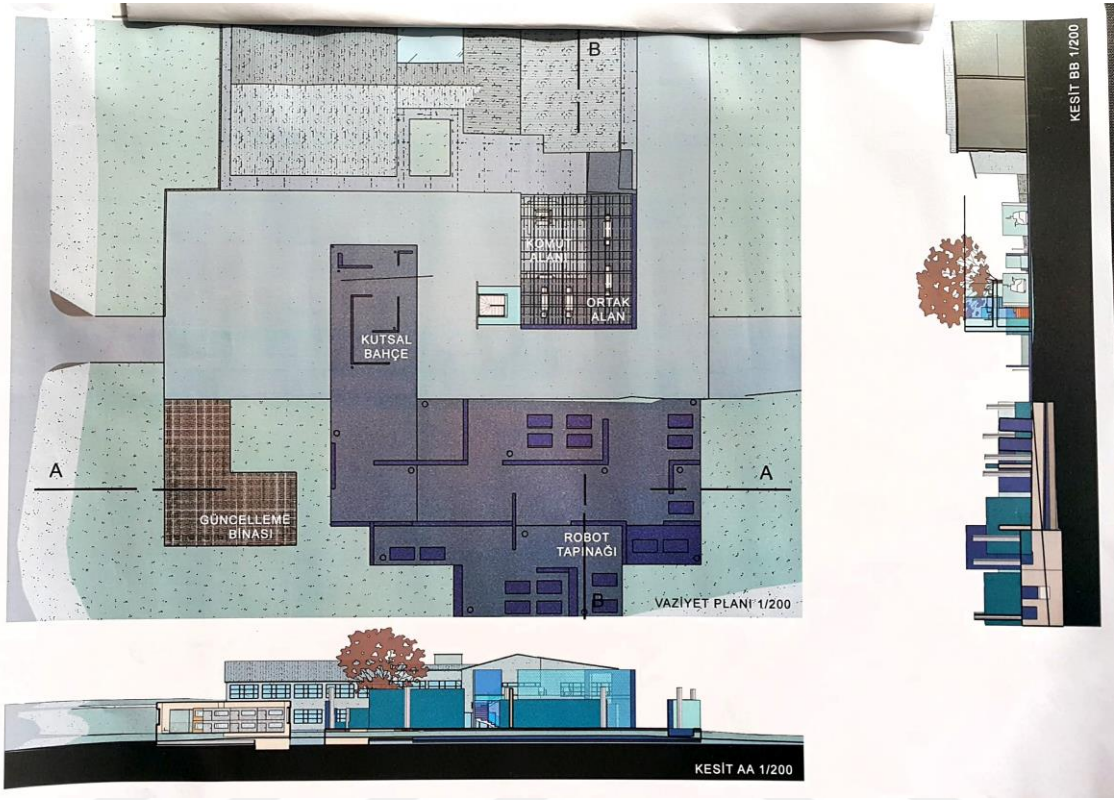 B
KOMUT
ALANI
ORTAK
ALAN
KUTSAL
BAHÇE
A
A
GÜNCELLEME
BİNASI
ROBOT
TAPINAĞI
B
VAZİYET PLANI 1/200
KESİT AA 1/200
KESİT BB 1/200